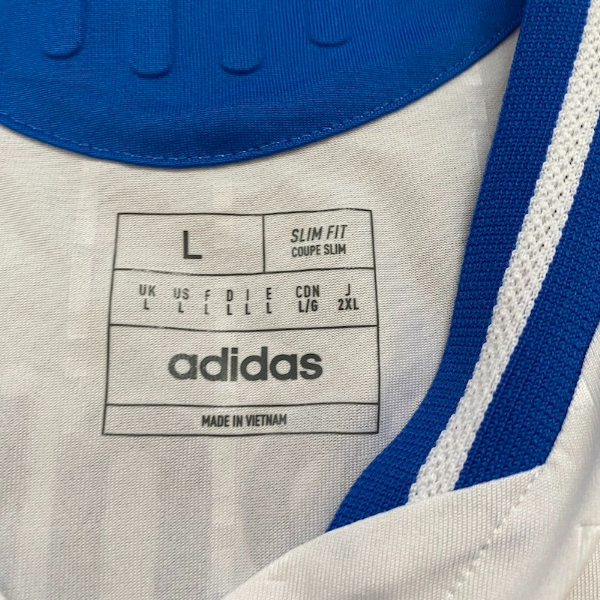 L
SLIM FIT
COUPE SLIM
UK US F D I E CDN J
L L L L L L L/G 2XL
adidas
MADE IN VIETNAM